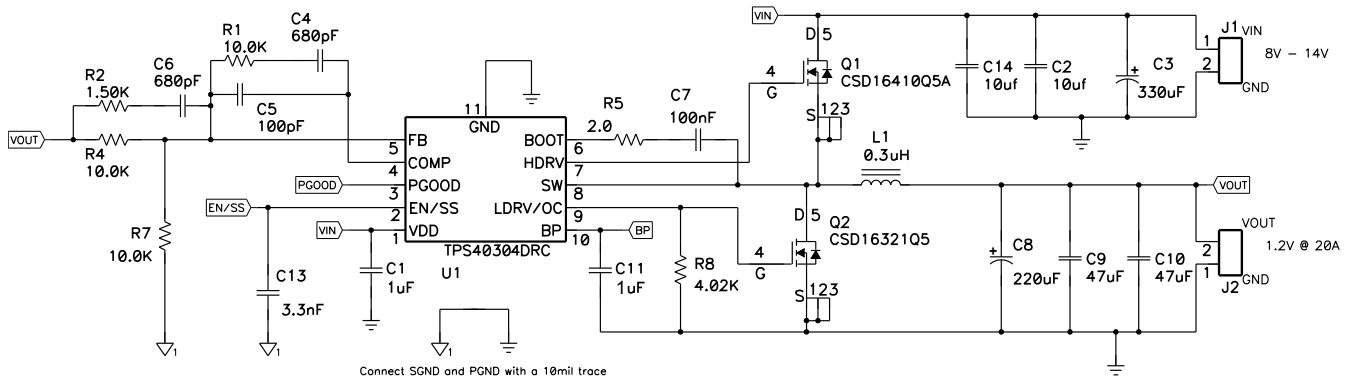 VIN
D 5
4
G
Q1
CSD16410Q5A
S 123
C14
10uf
C2
10uf
C3
330uF
+
J1
VIN
1
2
GND
8V - 14V
R1
10.0K
C4
680pF
C6
680pF
R2
1.50K
C5
100pF
VOUT
R4
10.0K
R7
10.0K
PGOOD
EN/SS
VIN
C13
3.3nF
C1
1uF
11
GND
FB
5
COMP
4
PGOOD
3
EN/SS
2
VDD
1
BOOT
6
HDRV
7
SW
8
LDRV/OC
9
BP
10
TPS40304DRC
U1
R5
2.0
C7
100nF
BP
C11
1uF
R8
4.02K
L1
0.3uH
D 5
4
G
Q2
CSD16321Q5
S 123
+
C8
220uF
C9
47uF
C10
47uF
VOUT
VOUT
2
1
J2
GND
1.2V @ 20A
1
1
1
Connect SGND and PGND with a 10mil trace